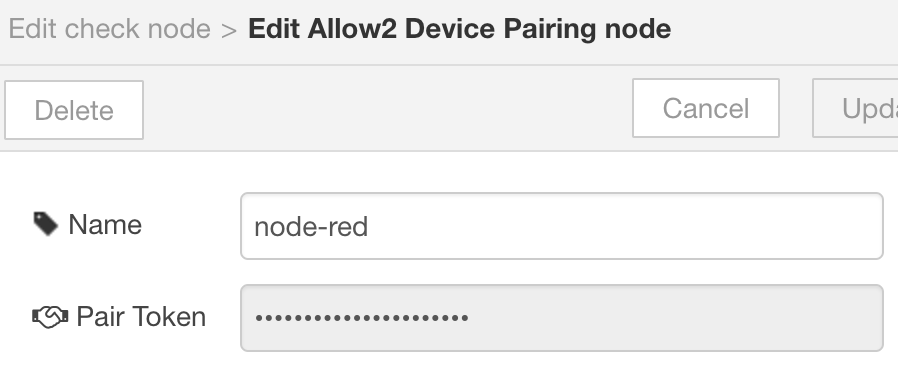 Edit check node > Edit Allow2 Device Pairing node
Delete
Cancel
Upda
Name
node-red
Pair Token
••••••••••••••••••••••